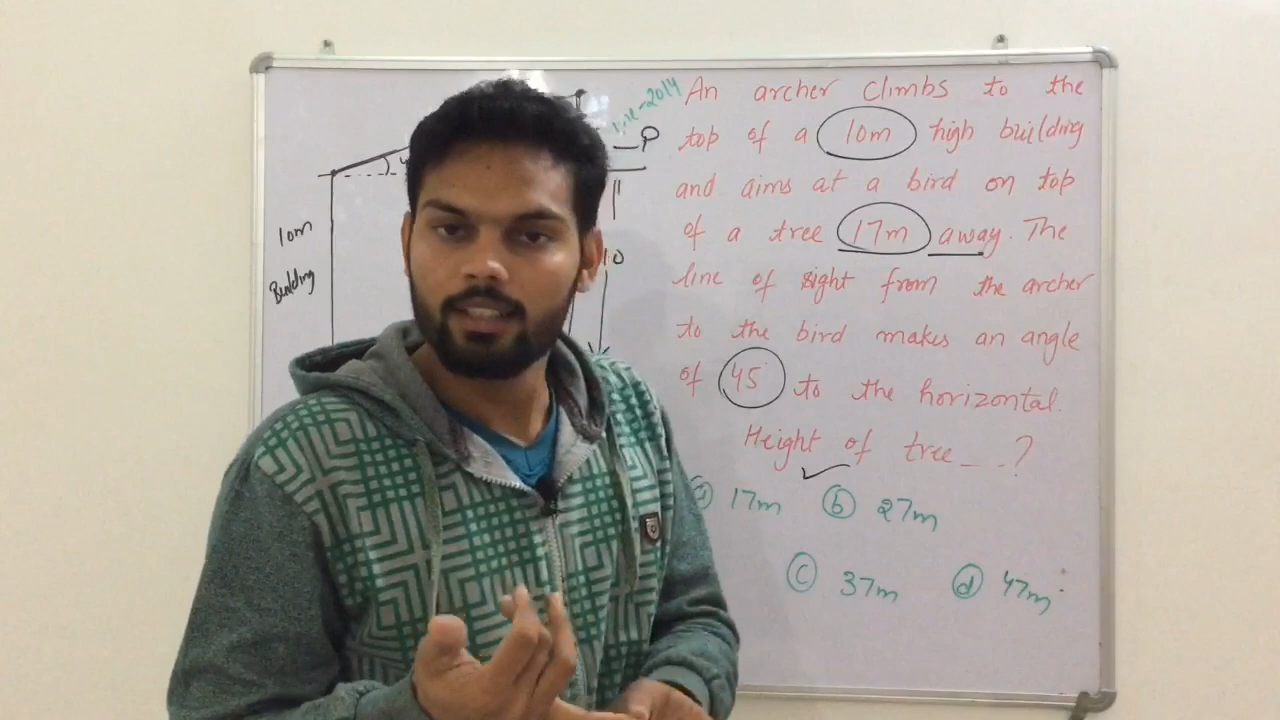 An archer climbs to the
top of a 10m high building
and aims at a bird on top
of a tree 17m away. The
line of sight from the archer
to the bird makes an angle
of 45° to the horizontal.
Height of tree - - - ?
17m (b) 27m
(c) 37m (d) 47m
P
10m
Building
10